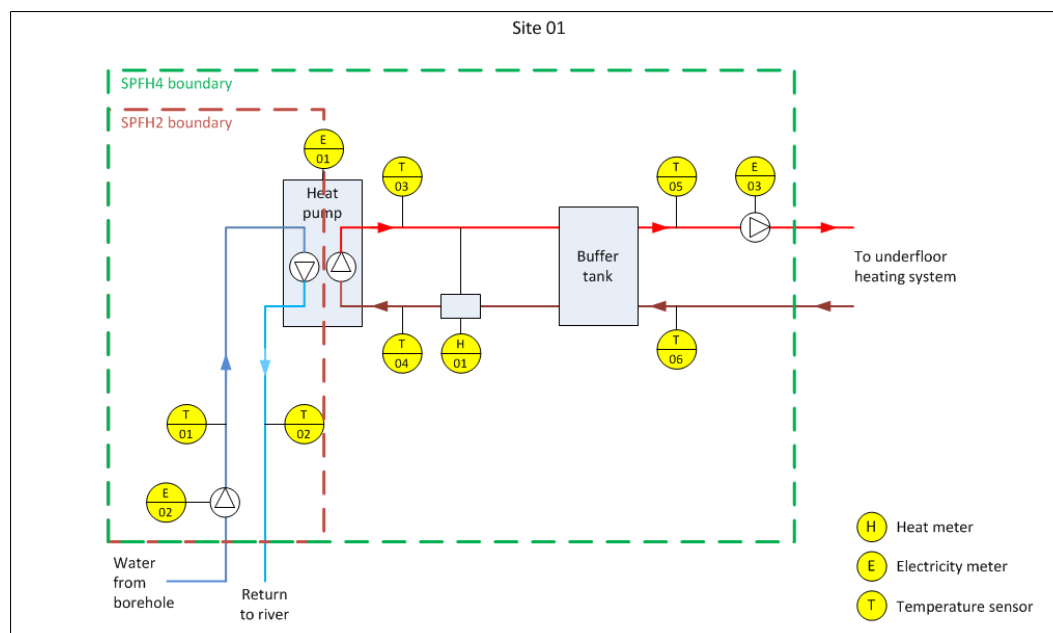 Site 01
SPFH4 boundary
SPFH2 boundary
E
01
Heat
pump
T
03
T
05
E
03
Buffer
tank
To underfloor
heating system
T
04
H
01
T
06
T
01
T
02
E
02
Water
from
borehole
Return
to river
H
Heat meter
E
Electricity meter
T
Temperature sensor